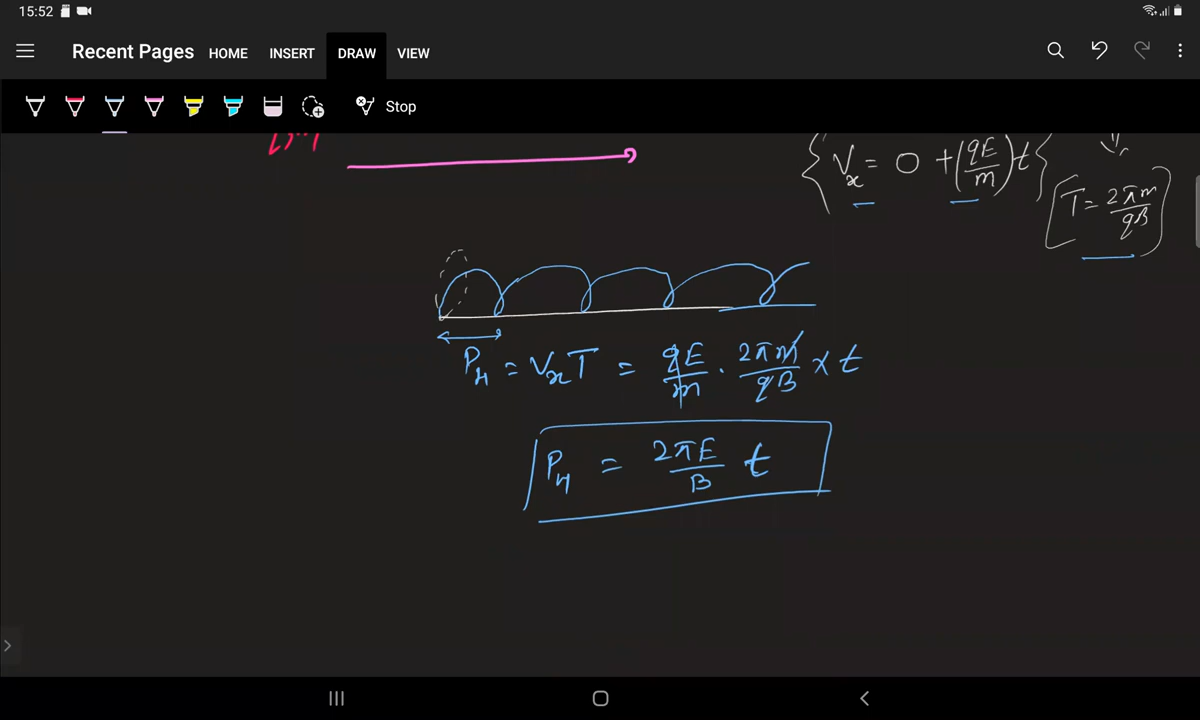 15:52
Recent Pages HOME INSERT DRAW VIEW
Stop
{Vx = 0 + (qE/m)t}
[T = 2πm/qB]
PH = VxT = qE/m · 2πm/qB × t
PH = 2πE/B t